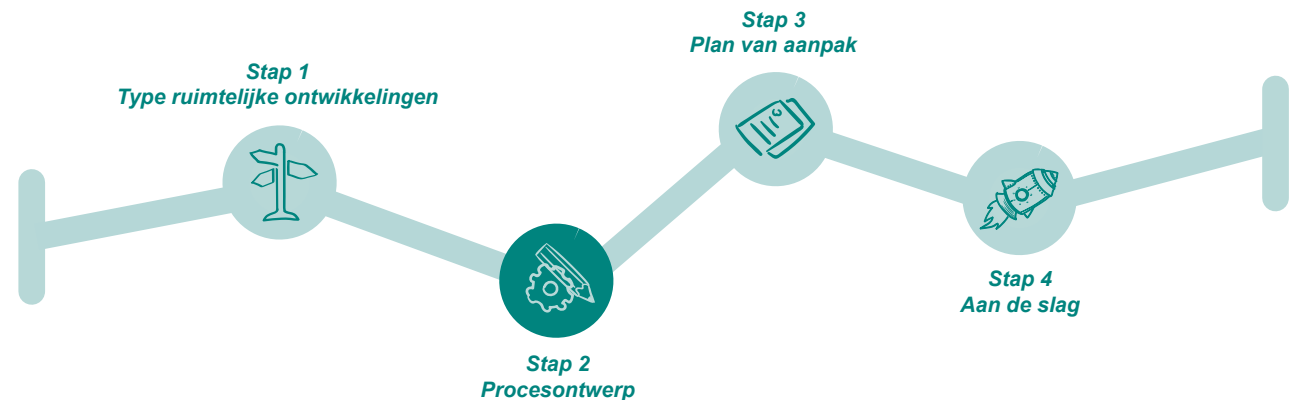 Stap 1
Type ruimtelijke ontwikkelingen
Stap 2
Procesontwerp
Stap 3
Plan van aanpak
Stap 4
Aan de slag